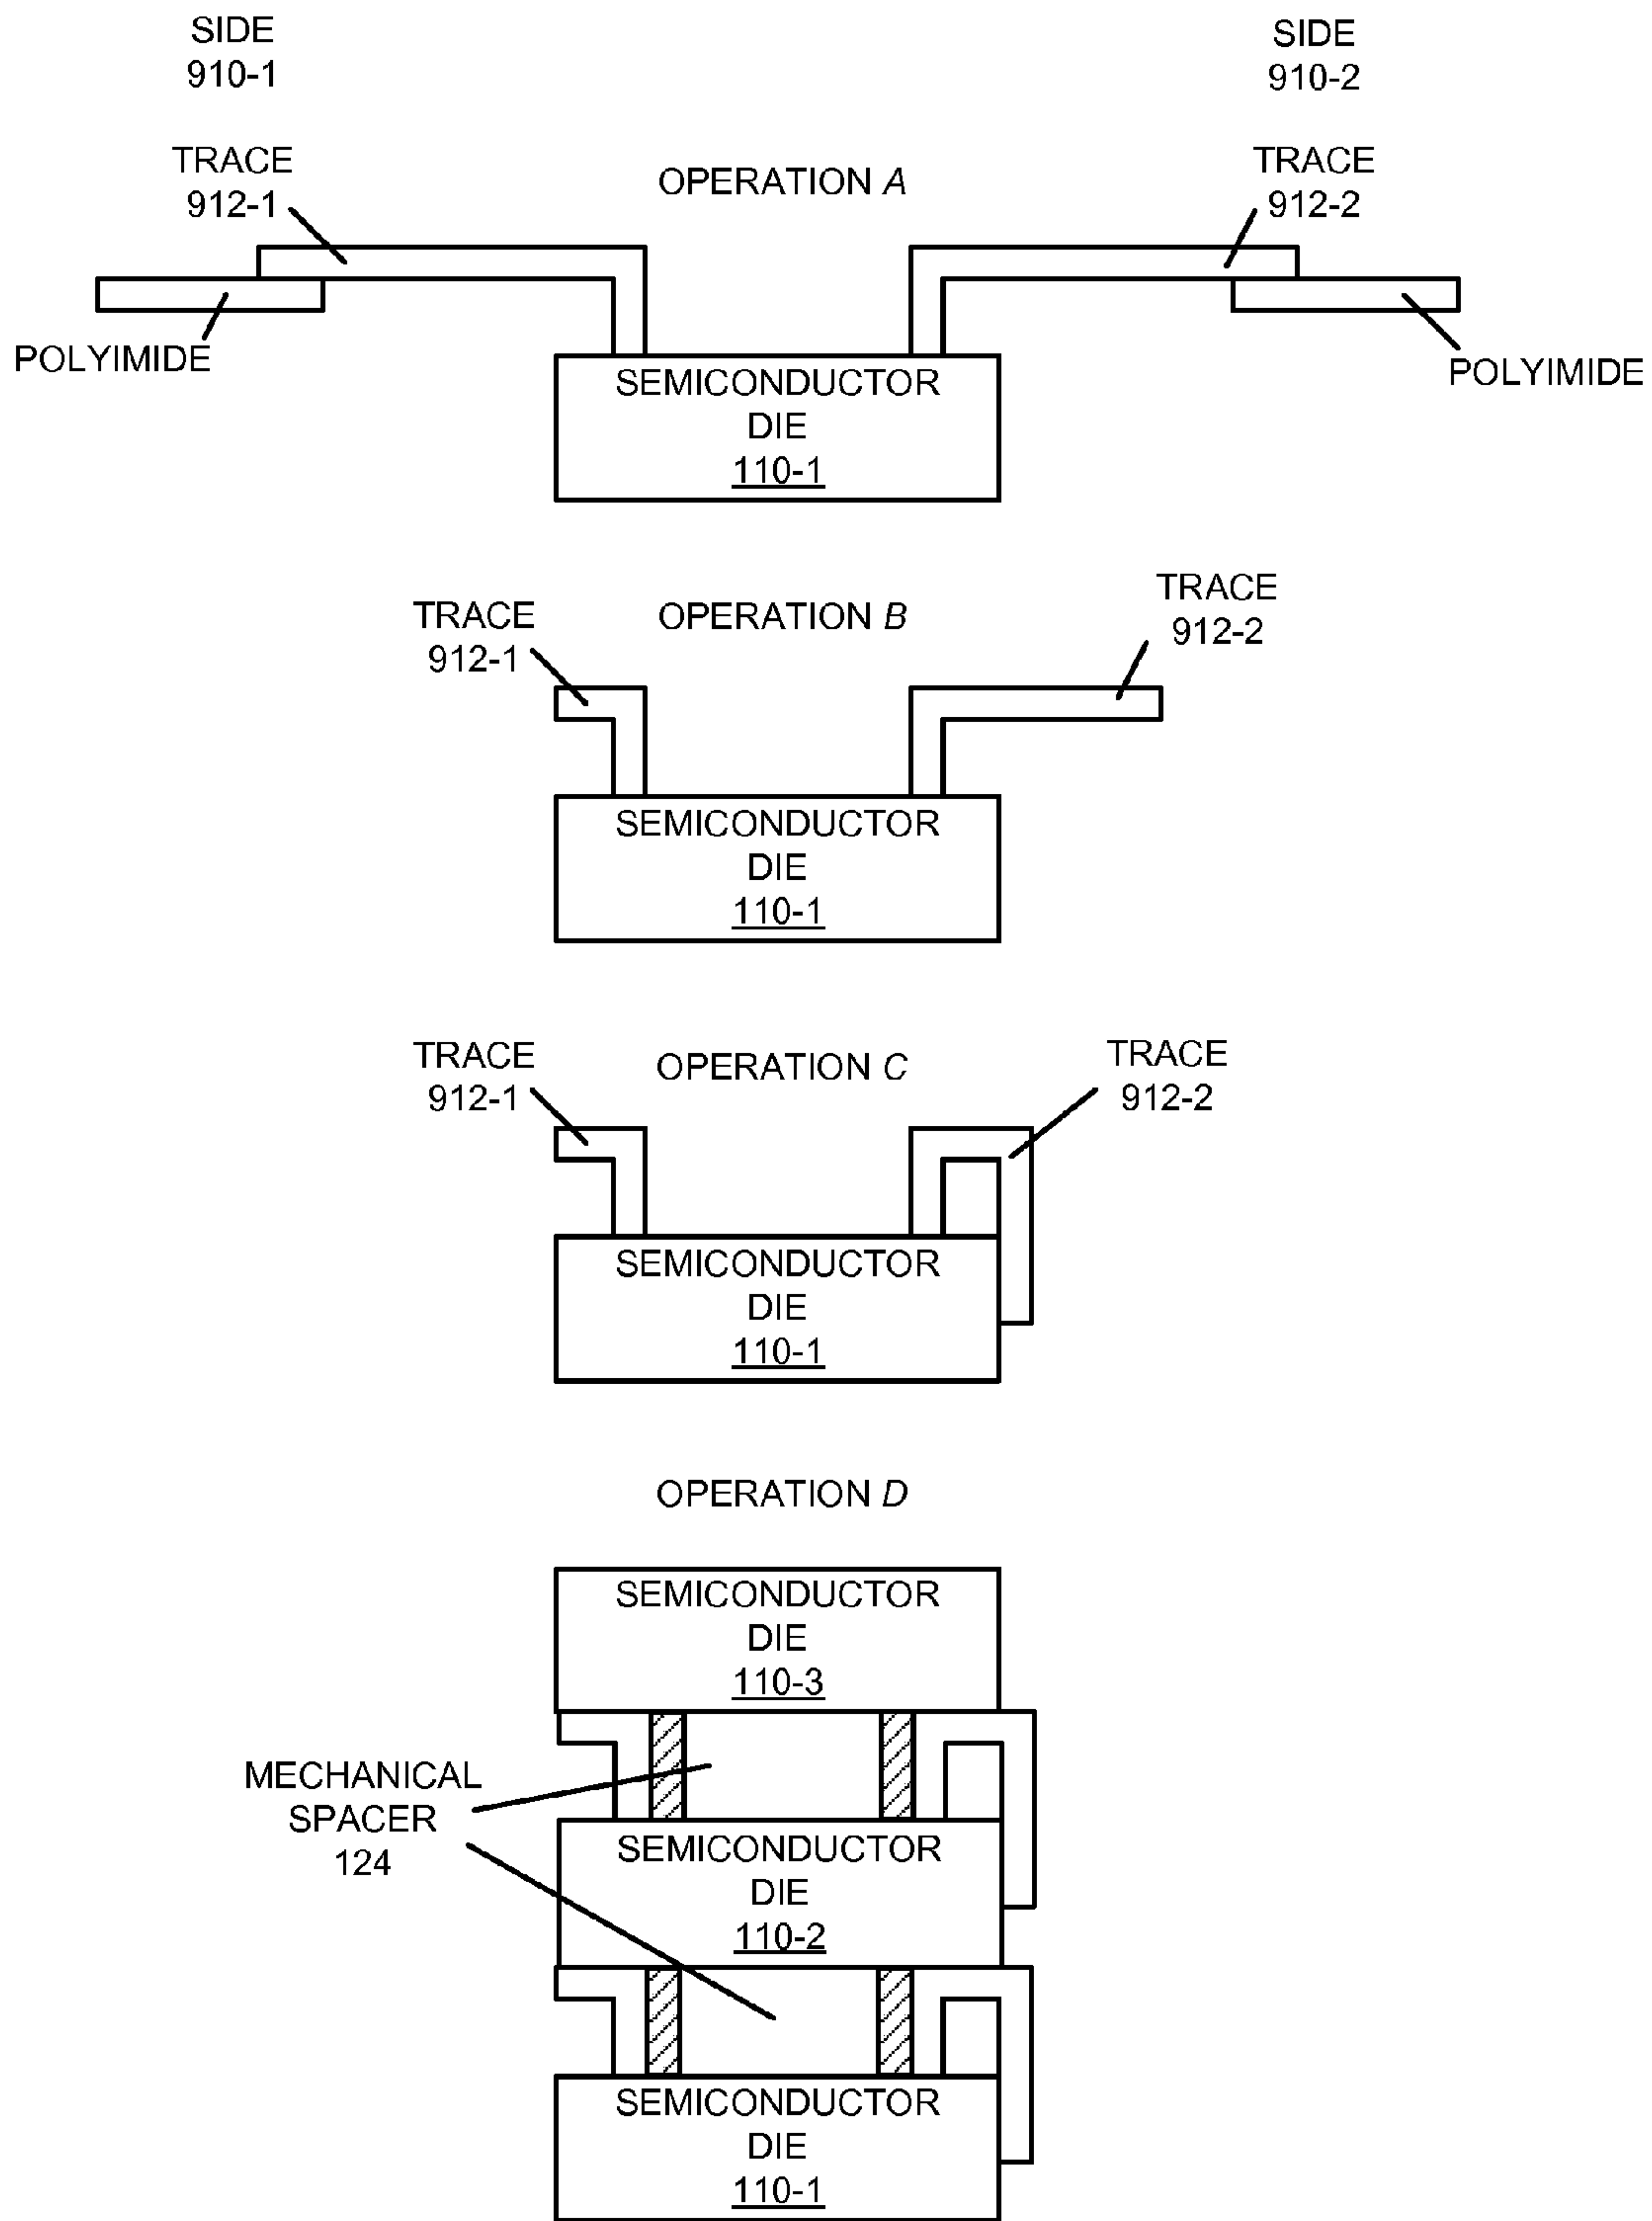 SIDE
910-1
SIDE
910-2
TRACE
912-1
OPERATION A
TRACE
912-2
POLYIMIDE
POLYIMIDE
SEMICONDUCTOR
DIE
110-1
TRACE
912-1
OPERATION B
TRACE
912-2
SEMICONDUCTOR
DIE
110-1
TRACE
912-1
OPERATION C
TRACE
912-2
SEMICONDUCTOR
DIE
110-1
OPERATION D
SEMICONDUCTOR
DIE
110-3
MECHANICAL
SPACER
124
SEMICONDUCTOR
DIE
110-2
SEMICONDUCTOR
DIE
110-1